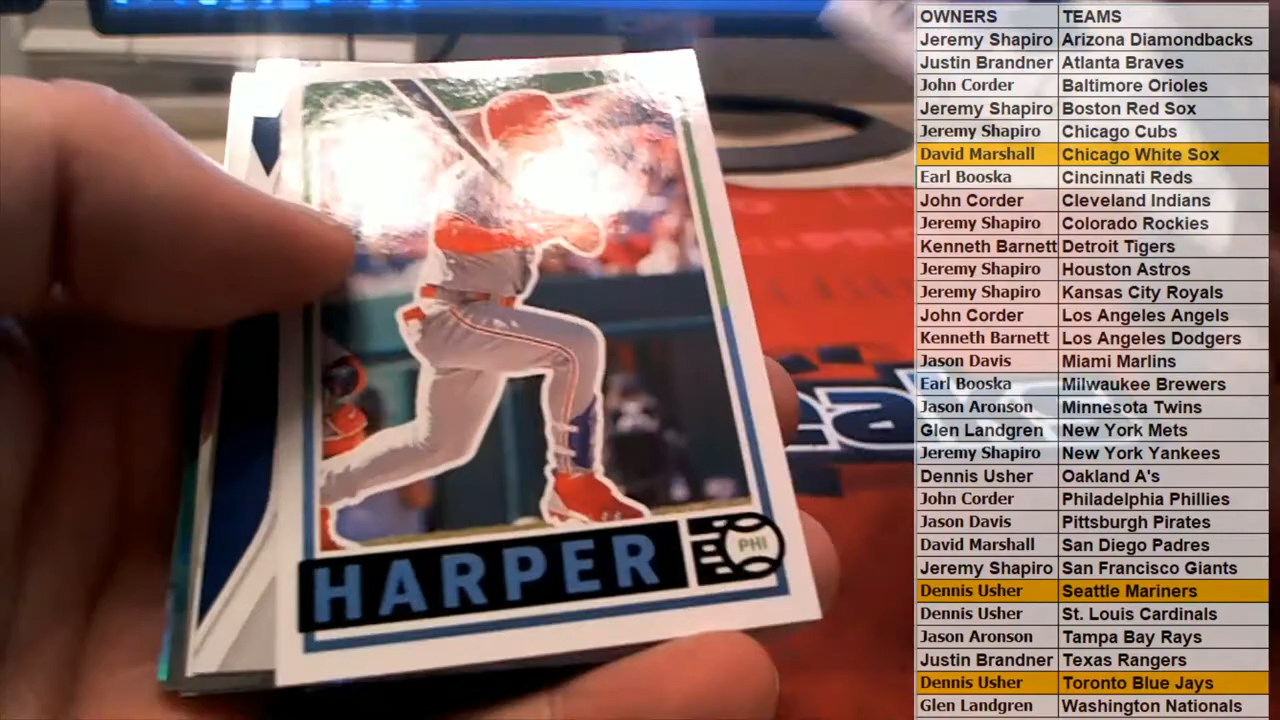 OWNERS TEAMS
Jeremy Shapiro Arizona Diamondbacks
Justin Brandner Atlanta Braves
John Corder Baltimore Orioles
Jeremy Shapiro Boston Red Sox
Jeremy Shapiro Chicago Cubs
David Marshall Chicago White Sox
Earl Booska Cincinnati Reds
John Corder Cleveland Indians
Jeremy Shapiro Colorado Rockies
Kenneth Barnett Detroit Tigers
Jeremy Shapiro Houston Astros
Jeremy Shapiro Kansas City Royals
John Corder Los Angeles Angels
Kenneth Barnett Los Angeles Dodgers
Jason Davis Miami Marlins
Earl Booska Milwaukee Brewers
Jason Aronson Minnesota Twins
Glen Landgren New York Mets
Jeremy Shapiro New York Yankees
Dennis Usher Oakland A's
John Corder Philadelphia Phillies
Jason Davis Pittsburgh Pirates
David Marshall San Diego Padres
Jeremy Shapiro San Francisco Giants
Dennis Usher Seattle Mariners
Dennis Usher St. Louis Cardinals
Jason Aronson Tampa Bay Rays
Justin Brandner Texas Rangers
Dennis Usher Toronto Blue Jays
Glen Landgren Washington Nationals
HARPER
PHI